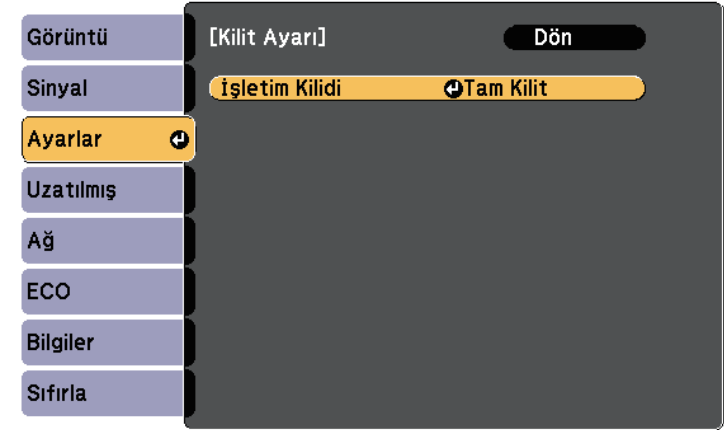 Görüntü
Sinyal
Ayarlar
Uzatılmış
Ağ
ECO
Bilgiler
Sıfırla
[Kilit Ayarı] Dön
İşletim Kilidi Tam Kilit